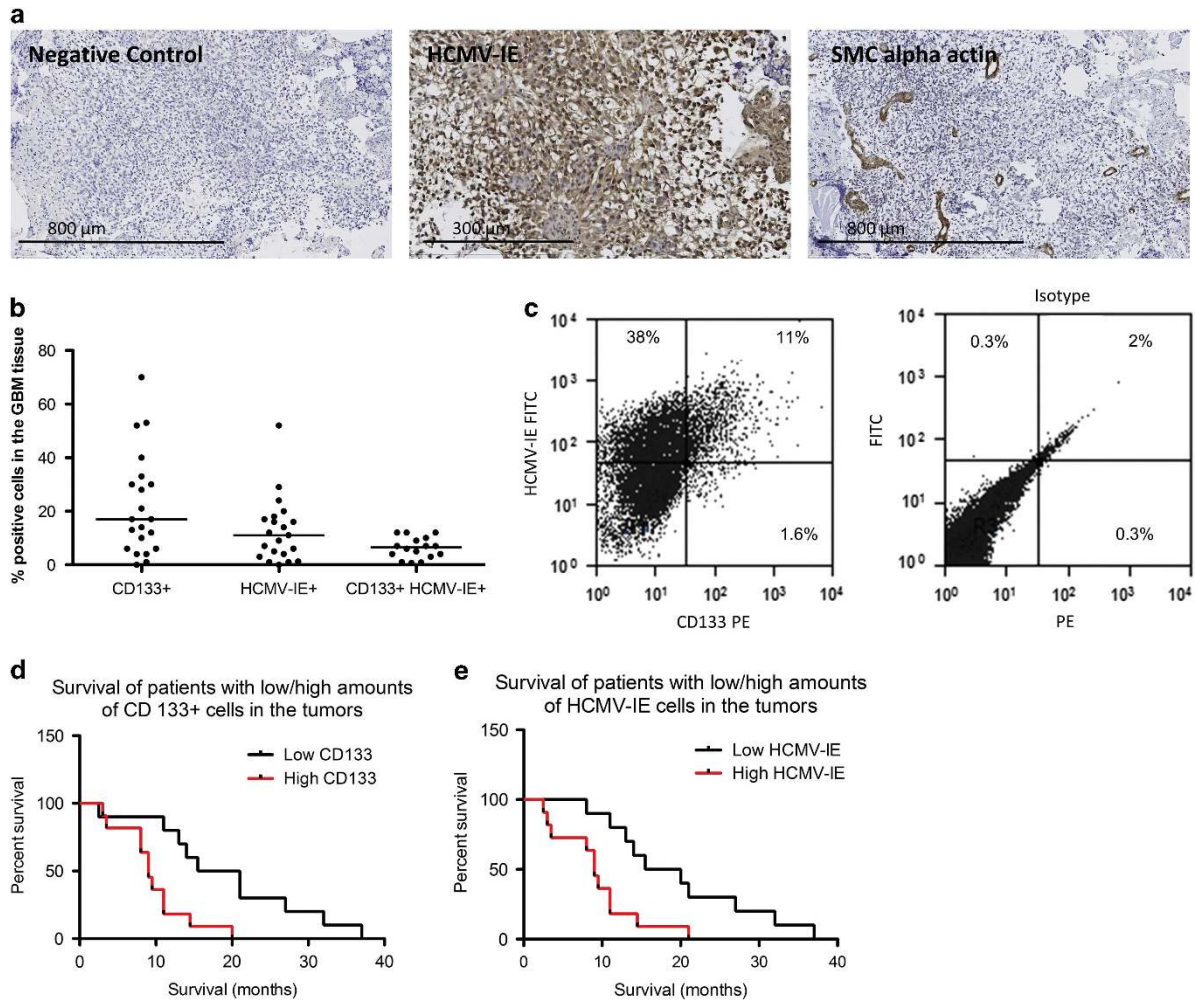 a
Negative Control
HCMV-IE
SMC alpha actin
800 µm
300 µm
800 µm
b
% positive cells in the GBM tissue
80
60
40
20
0
CD133+
HCMV-IE+
CD133+ HCMV-IE+
c
HCMV-IE FITC
10⁴
10³
10²
10¹
10⁰
38%
11%
1.6%
10⁰
10¹
10²
10³
10⁴
CD133 PE
Isotype
FITC
10⁴
10³
10²
10¹
10⁰
0.3%
2%
0.3%
10⁰
10¹
10²
10³
10⁴
PE
d
Survival of patients with low/high amounts
of CD 133+ cells in the tumors
Low CD133
High CD133
Percent survival
150
100
50
0
0
10
20
30
40
Survival (months)
e
Survival of patients with low/high amounts
of HCMV-IE cells in the tumors
Low HCMV-IE
High HCMV-IE
Percent survival
150
100
50
0
0
10
20
30
40
Survival (months)